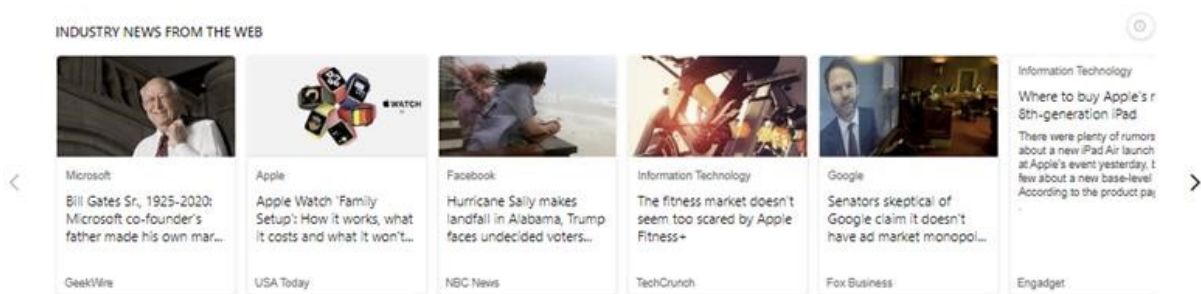 INDUSTRY NEWS FROM THE WEB
WATCH
Microsoft
Bill Gates Sr., 1925-2020:
Microsoft co-founder's
father made his own mar...
GeekWire
Apple
Apple Watch 'Family
Setup': How it works, what
it costs and what it won't...
USA Today
Facebook
Hurricane Sally makes
landfall in Alabama, Trump
faces undecided voters...
NBC News
Information Technology
The fitness market doesn't
seem too scared by Apple
Fitness+
TechCrunch
Google
Senators skeptical of
Google claim it doesn't
have ad market monopol...
Fox Business
Information Technology
Where to buy Apple's r
8th-generation iPad
There were plenty of rumors
about a new iPad Air launch
at Apple's event yesterday, b
few about a new base-level
According to the product pag
Engadget